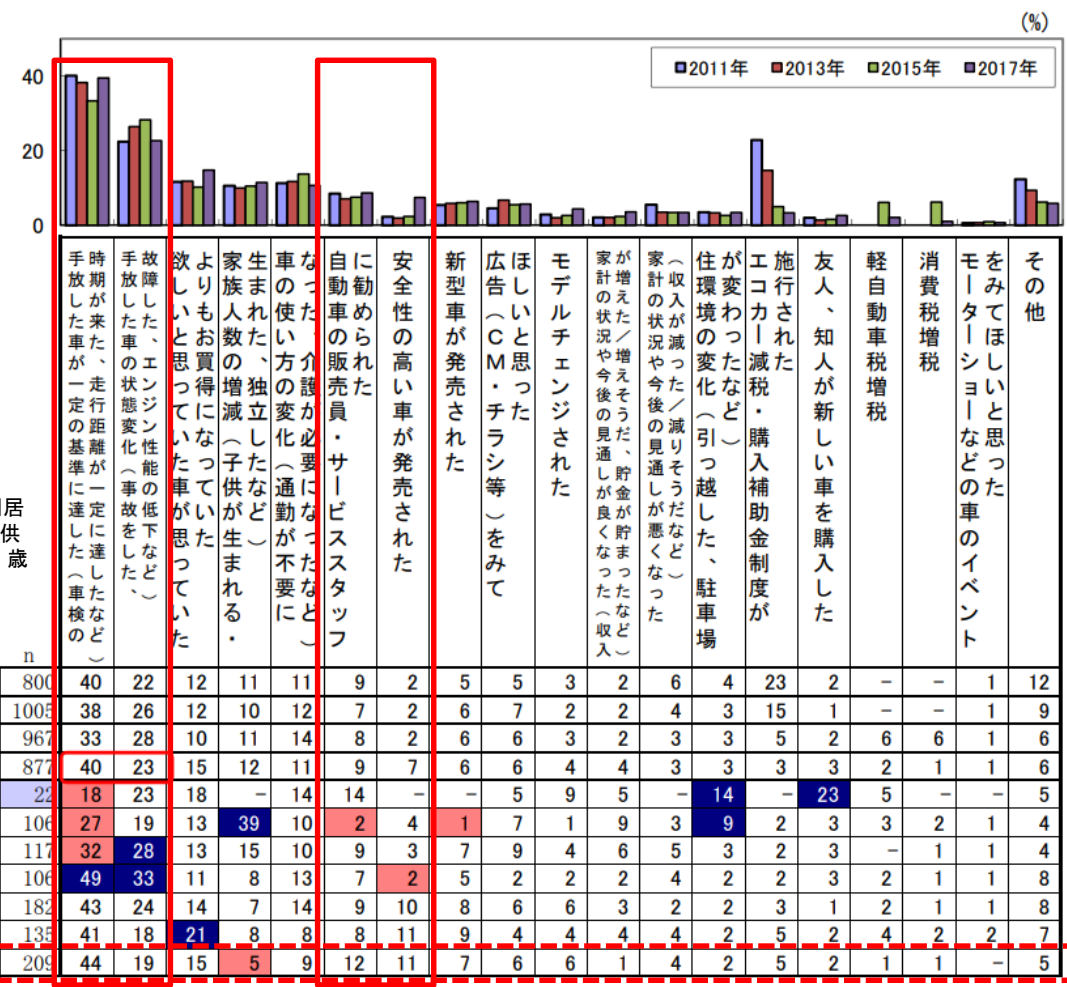 (%)
2011年 2013年 2015年 2017年
40
20
0
手放した車が一定の基準に達した（車検の
時期が来た、走行距離が一定に達したなど）
手放した車の状態変化（事故をした、
故障した、エンジン性能の低下など）
欲しいと思っていた車が思っていた
よりもお買得になっていた
家族人数の増減（子供が生まれる・
生まれた、独立したなど）
車の使い方の変化（通勤が不要に
なった、介護が必要になったなど）
自動車の販売員・サービススタッフ
に勧められた
安全性の高い車が発売された
新型車が発売された
広告（ＣＭ・チラシ等）をみて
ほしいと思った
モデルチェンジされた
家計の状況や今後の見通しが良くなった（収入
が増えた／増えそうだ、貯金が貯まったなど）
家計の状況や今後の見通しが悪くなった
（収入が減った／減りそうだなど）
住環境の変化（引っ越した、駐車場
が変わったなど）
エコカー減税・購入補助金制度が
施行された
友人、知人が新しい車を購入した
軽自動車税増税
消費税増税
モーターショーなどの車のイベント
をみてほしいと思った
その他
居
供
歳
n
800 40 22 12 11 11 9 2 5 5 3 2 6 4 23 2 － － 1 12
1005 38 26 12 10 12 7 2 6 7 2 2 4 3 15 1 － － 1 9
967 33 28 10 11 14 8 2 6 6 3 2 3 3 5 2 6 6 1 6
877 40 23 15 12 11 9 7 6 6 4 4 3 3 3 3 2 1 1 6
22 18 23 18 － 14 14 － － 5 9 5 － 14 － 23 5 － － 5
106 27 19 13 39 10 2 4 1 7 1 9 3 9 2 3 3 2 1 4
117 32 28 13 15 10 9 3 7 9 4 6 5 3 2 3 － 1 1 4
106 49 33 11 8 13 7 2 5 2 2 2 4 2 2 3 2 1 1 8
182 43 24 14 7 14 9 10 8 6 6 3 2 2 3 1 2 1 1 8
135 41 18 21 8 8 8 11 9 4 4 4 4 2 5 2 4 2 2 7
209 44 19 15 5 9 12 11 7 6 6 1 4 2 5 2 1 1 － 5